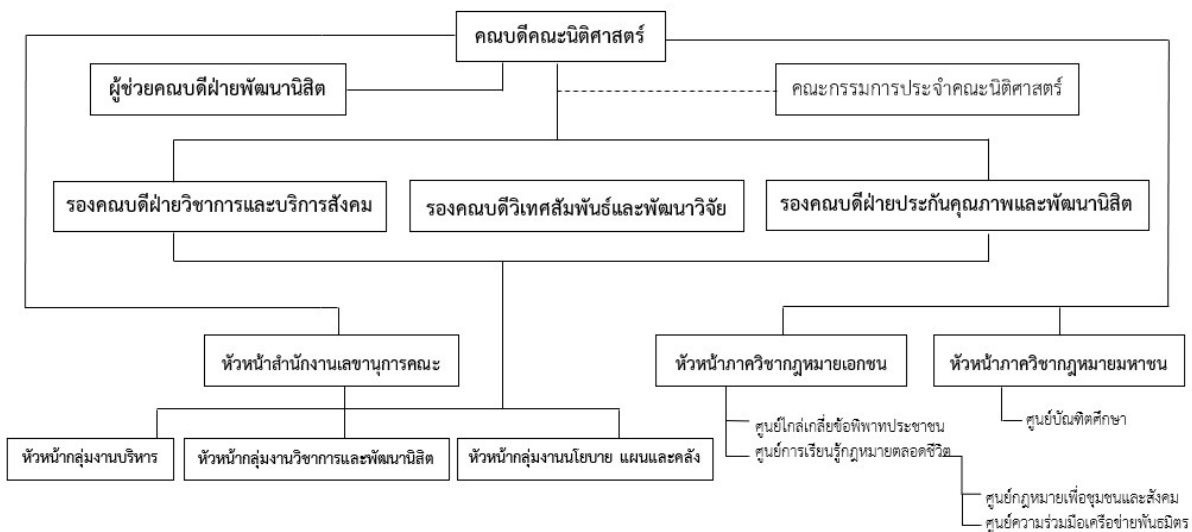 คณบดีคณะนิติศาสตร์
ผู้ช่วยคณบดีฝ่ายพัฒนานิสิต
คณะกรรมการประจำคณะนิติศาสตร์
รองคณบดีฝ่ายวิชาการและบริการสังคม
รองคณบดีวิเทศสัมพันธ์และพัฒนาวิจัย
รองคณบดีฝ่ายประกันคุณภาพและพัฒนานิสิต
หัวหน้าสำนักงานเลขานุการคณะ
หัวหน้าภาควิชากฎหมายเอกชน
หัวหน้าภาควิชากฎหมายมหาชน
ศูนย์ไกล่เกลี่ยข้อพิพาทประชาชน
ศูนย์การเรียนรู้กฎหมายตลอดชีวิต
ศูนย์บัณฑิตศึกษา
หัวหน้ากลุ่มงานบริหาร
หัวหน้ากลุ่มงานวิชาการและพัฒนานิสิต
หัวหน้ากลุ่มงานนโยบาย แผนและคลัง
ศูนย์กฎหมายเพื่อชุมชนและสังคม
ศูนย์ความร่วมมือเครือข่ายพันธมิตร